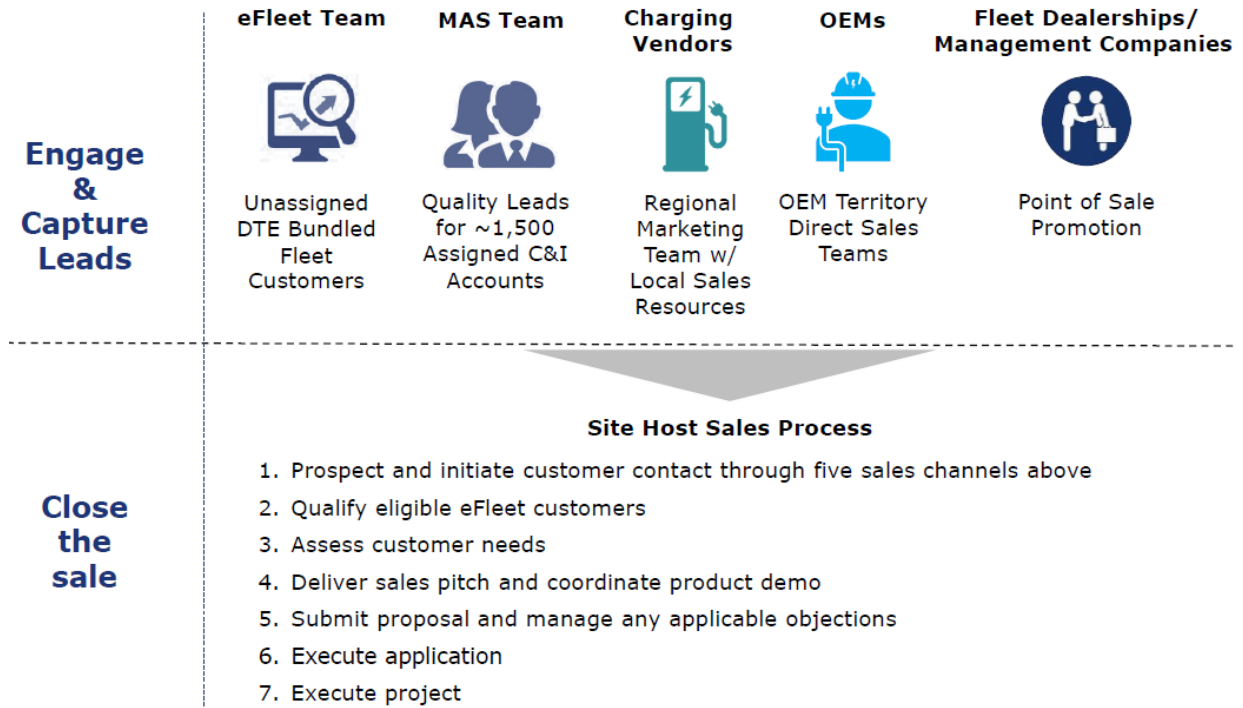 eFleet Team
MAS Team
Charging
Vendors
OEMs
Fleet Dealerships/
Management Companies
Engage
&
Capture
Leads
Unassigned
DTE Bundled
Fleet
Customers
Quality Leads
for ~1,500
Assigned C&I
Accounts
Regional
Marketing
Team w/
Local Sales
Resources
OEM Territory
Direct Sales
Teams
Point of Sale
Promotion
Close
the
sale
Site Host Sales Process
1. Prospect and initiate customer contact through five sales channels above
2. Qualify eligible eFleet customers
3. Assess customer needs
4. Deliver sales pitch and coordinate product demo
5. Submit proposal and manage any applicable objections
6. Execute application
7. Execute project